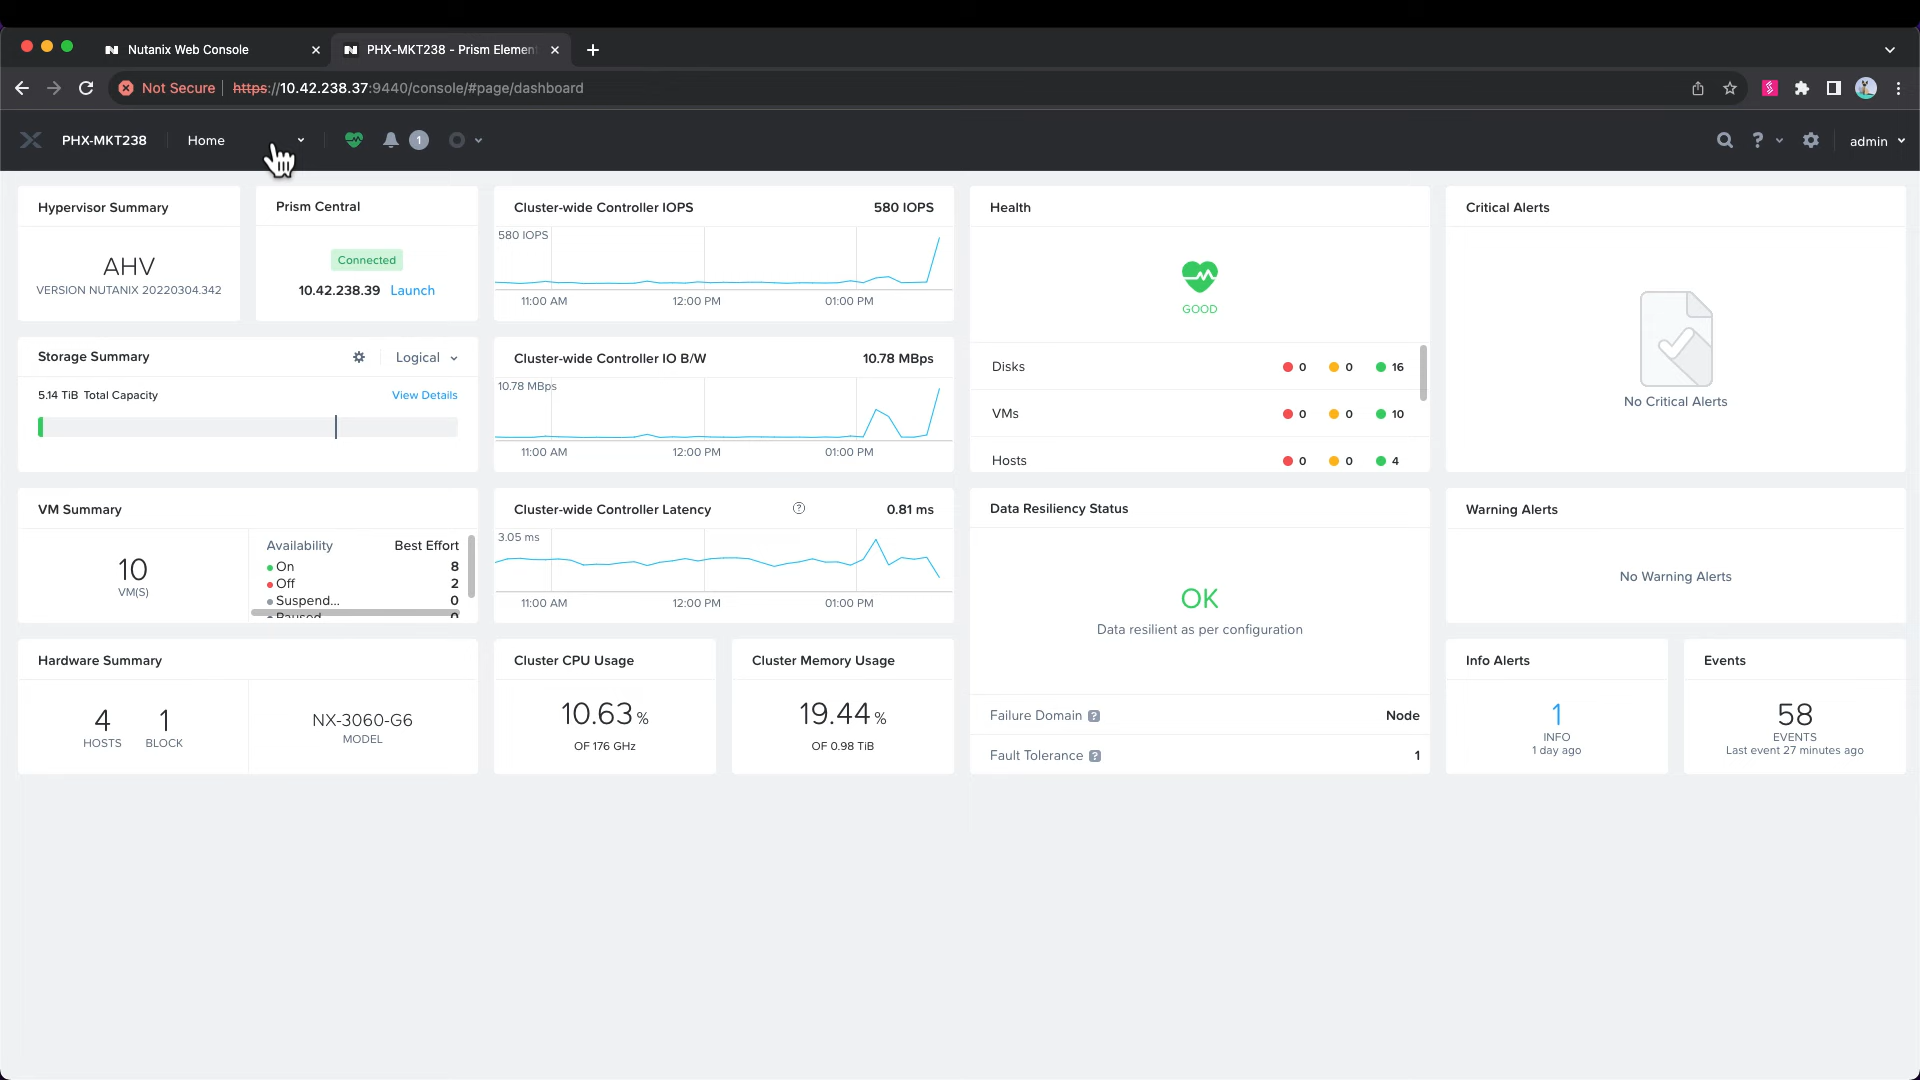 Nutanix Web Console
PHX-MKT238 - Prism Elemen
Not Secure https://10.42.238.37:9440/console/#page/dashboard
PHX-MKT238 Home 1 ? admin
Hypervisor Summary
AHV
VERSION NUTANIX 20220304.342
Prism Central
Connected
10.42.238.39 Launch
Storage Summary Logical
5.14 TiB Total Capacity View Details
VM Summary
10
VM(S)
Availability Best Effort
On 8
Off 2
Suspend... 0
Paused 0
Hardware Summary
4 1
HOSTS BLOCK
NX-3060-G6
MODEL
Cluster-wide Controller IOPS 580 IOPS
580 IOPS
11:00 AM 12:00 PM 01:00 PM
Cluster-wide Controller IO B/W 10.78 MBps
10.78 MBps
11:00 AM 12:00 PM 01:00 PM
Cluster-wide Controller Latency ? 0.81 ms
3.05 ms
11:00 AM 12:00 PM 01:00 PM
Cluster CPU Usage
10.63 %
OF 176 GHz
Cluster Memory Usage
19.44 %
OF 0.98 TiB
Health
GOOD
Disks 0 0 16
VMs 0 0 10
Hosts 0 0 4
Data Resiliency Status
OK
Data resilient as per configuration
Failure Domain ? Node
Fault Tolerance ? 1
Critical Alerts
No Critical Alerts
Warning Alerts
No Warning Alerts
Info Alerts
1
INFO
1 day ago
Events
58
EVENTS
Last event 27 minutes ago